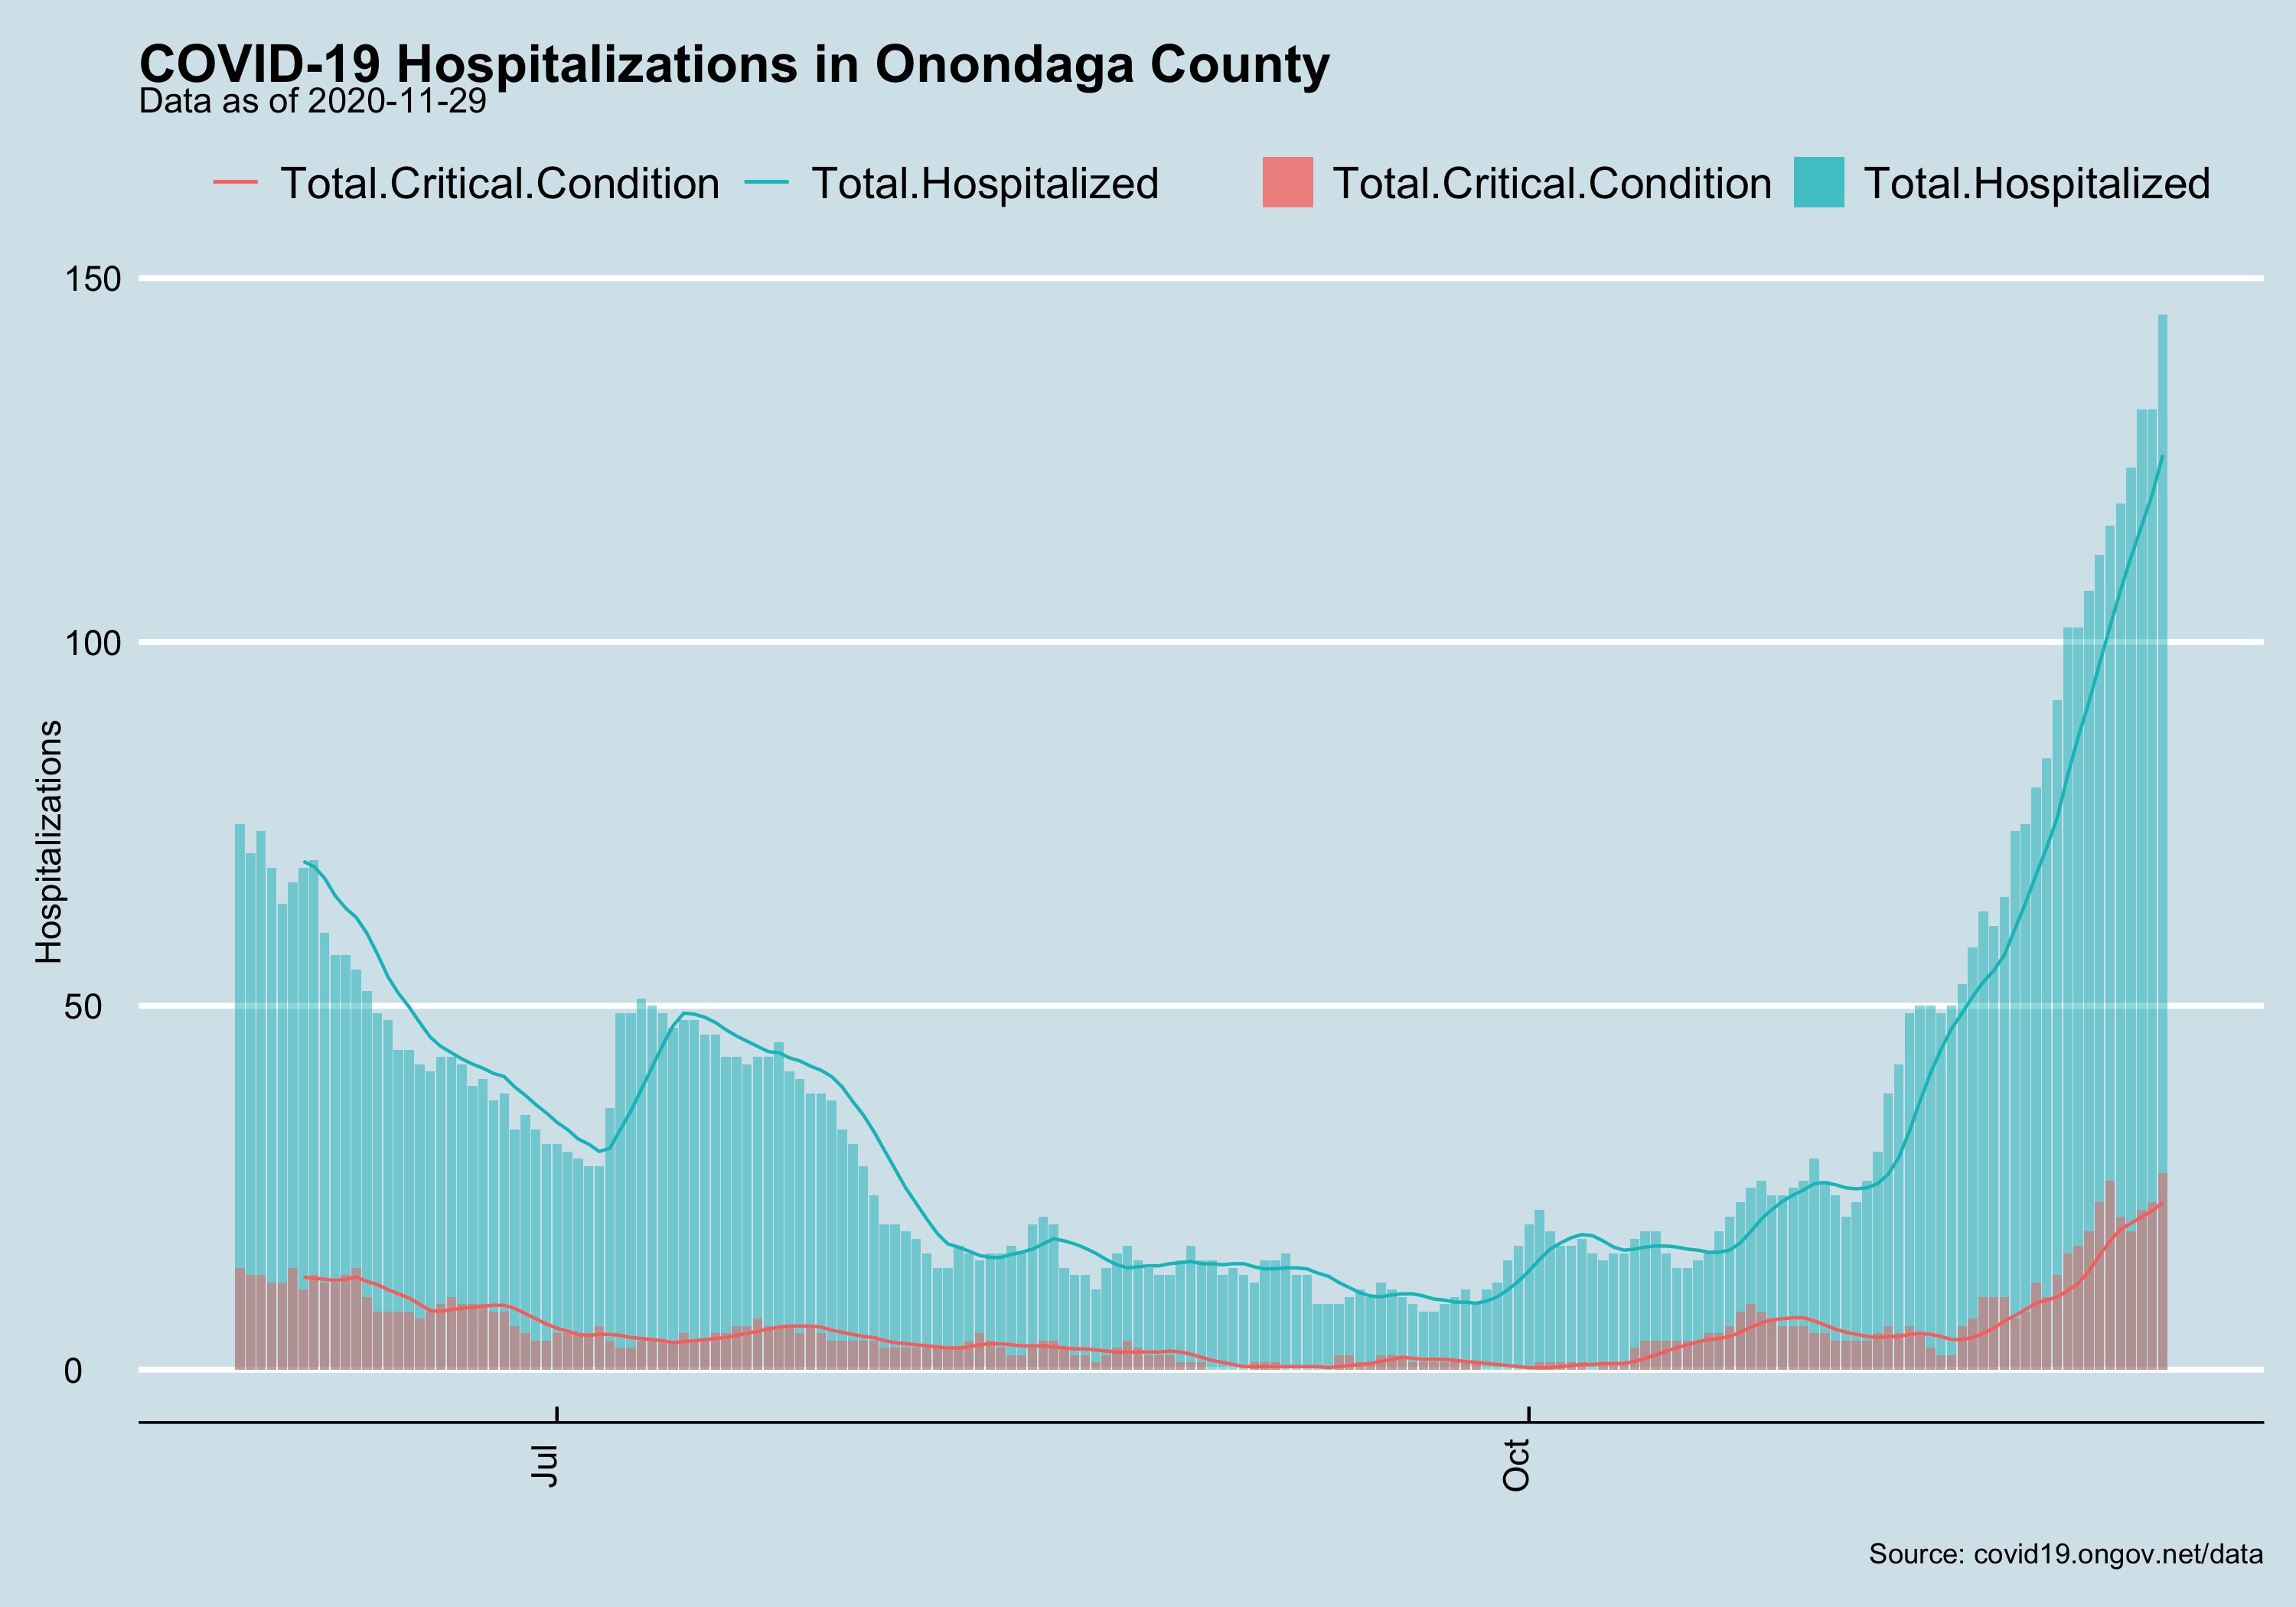 COVID-19 Hospitalizations in Onondaga County
Data as of 2020-11-29
Total.Critical.Condition Total.Hospitalized Total.Critical.Condition Total.Hospitalized
150
100
50
0
Hospitalizations
Jul Oct
Source: covid19.ongov.net/data